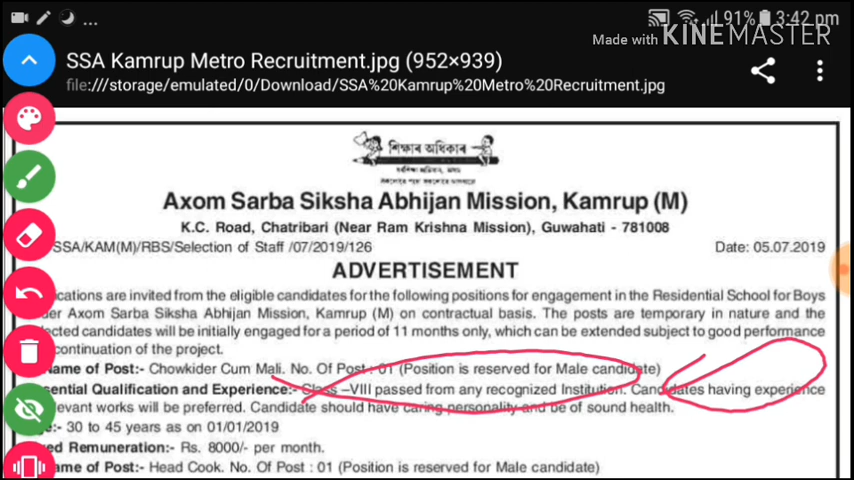 ... 91% 3:42 pm
Made with KINEMASTER
SSA Kamrup Metro Recruitment.jpg (952×939)
file:///storage/emulated/0/Download/SSA%20Kamrup%20Metro%20Recruitment.jpg
শিক্ষাৰ অধিকাৰ
Axom Sarba Siksha Abhijan Mission, Kamrup (M)
K.C. Road, Chatribari (Near Ram Krishna Mission), Guwahati - 781008
SSA/KAM(M)/RBS/Selection of Staff /07/2019/126 Date: 05.07.2019
ADVERTISEMENT
cations are invited from the eligible candidates for the following positions for engagement in the Residential School for Boys
der Axom Sarba Siksha Abhijan Mission, Kamrup (M) on contractual basis. The posts are temporary in nature and the
lected candidates will be initially engaged for a period of 11 months only, which can be extended subject to good performance
continuation of the project.
ame of Post:- Chowkider Cum Mali. No. Of Post : 01 (Position is reserved for Male candidate)
sential Qualification and Experience:- Class –VIII passed from any recognized Institution. Candidates having experience
evant works will be preferred. Candidate should have caring personality and be of sound health.
e:- 30 to 45 years as on 01/01/2019
ed Remuneration:- Rs. 8000/- per month.
ame of Post:- Head Cook. No. Of Post : 01 (Position is reserved for Male candidate)